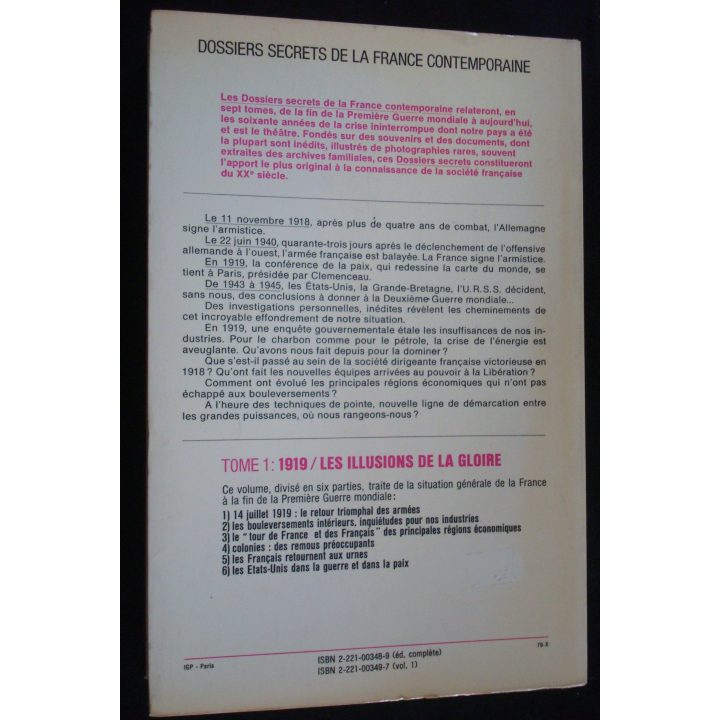 DOSSIERS SECRETS DE LA FRANCE CONTEMPORAINE
Les Dossiers secrets de la France contemporaine relateront, en
sept tomes, de la fin de la Première Guerre mondiale à aujourd'hui,
les soixante années de la crise ininterrompue dont notre pays a été
et est le théâtre. Fondés sur des souvenirs et des documents, dont
la plupart sont inédits, illustrés de photographies rares, souvent
extraites des archives familiales, ces Dossiers secrets constitueront
l'apport le plus original à la connaissance de la société française
du XXe siècle.
Le 11 novembre 1918, après plus de quatre ans de combat, l'Allemagne
signe l'armistice.
Le 22 juin 1940, quarante-trois jours après le déclenchement de l'offensive
allemande à l'ouest, l'armée française est balayée. La France signe l'armistice.
En 1919, la conférence de la paix, qui redessine la carte du monde, se
tient à Paris, présidée par Clemenceau.
De 1943 à 1945, les États-Unis, la Grande-Bretagne, l'U.R.S.S. décident,
sans nous, des conclusions à donner à la Deuxième Guerre mondiale...
Des investigations personnelles, inédites révèlent les cheminements de
cet incroyable effondrement de notre situation.
En 1919, une enquête gouvernementale étale les insuffisances de nos in-
dustries. Pour le charbon comme pour le pétrole, la crise de l'énergie est
aveuglante. Qu'avons nous fait depuis pour la dominer ?
Que s'est-il passé au sein de la société dirigeante française victorieuse en
1918 ? Qu'ont fait les nouvelles équipes arrivées au pouvoir à la Libération ?
Comment ont évolué les principales régions économiques qui n'ont pas
échappé aux bouleversements ?
A l'heure des techniques de pointe, nouvelle ligne de démarcation entre
les grandes puissances, où nous rangeons-nous ?
TOME 1: 1919 / LES ILLUSIONS DE LA GLOIRE
Ce volume, divisé en six parties, traite de la situation générale de la France
à la fin de la Première Guerre mondiale :
1) 14 juillet 1919 : le retour triomphal des armées
2) les bouleversements intérieurs, inquiétudes pour nos industries
3) le "tour de France et des Français" des principales régions économiques
4) colonies : des remous préoccupants
5) les Français retournent aux urnes
6) les Etats-Unis dans la guerre et dans la paix
IGP - Paris
ISBN 2-221-00348-9 (éd. complète)
ISBN 2-221-00349-7 (vol. 1)
79-X